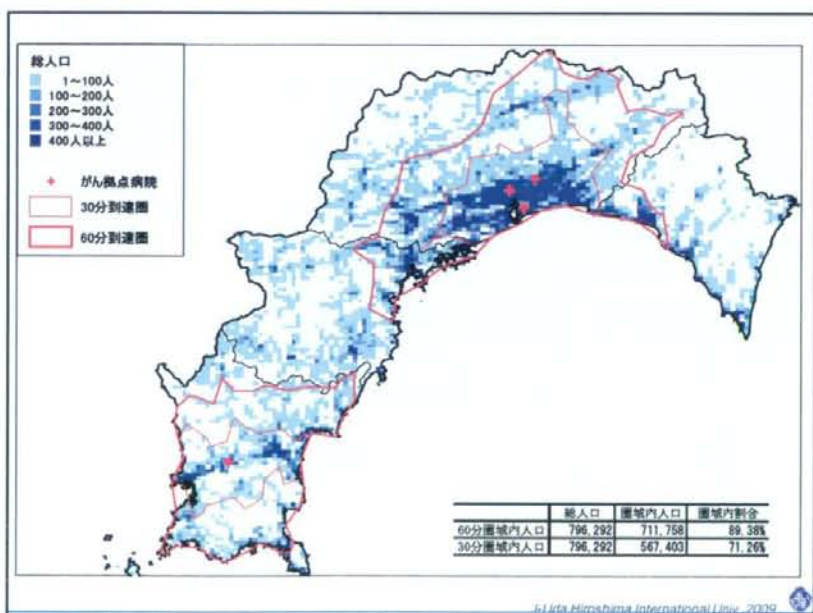 総人口
1～100人
100～200人
200～300人
300～400人
400人以上
がん拠点病院
30分到達圏
60分到達圏
総人口 圏域内人口 圏域内割合
60分圏域内人口 796,292 711,758 89.38%
30分圏域内人口 796,292 567,403 71.26%
Hiroshima International Univ. 2009